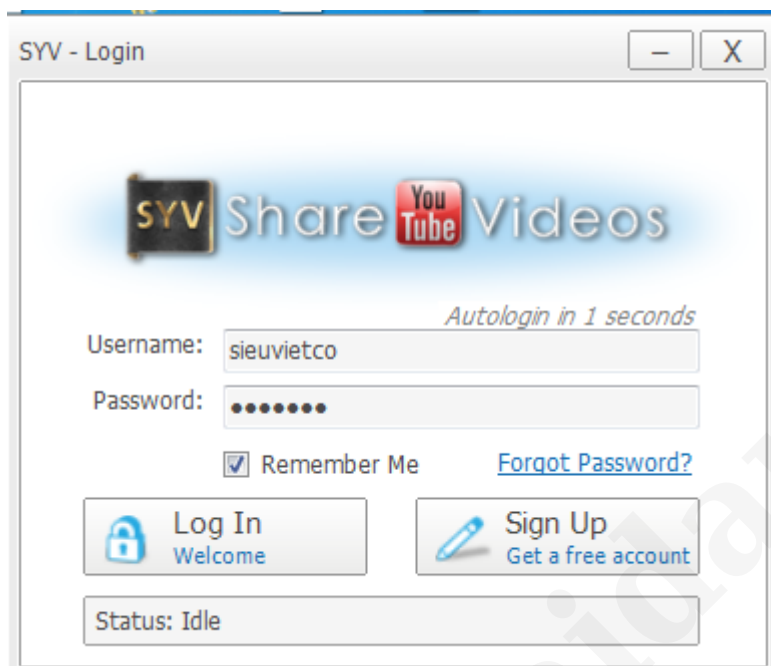 SYV - Login
– X
SYV Share You Tube Videos
Autologin in 1 seconds
Username: sieuvietco
Password: •••••••
Remember Me Forgot Password?
Log In Sign Up
Welcome Get a free account
Status: Idle